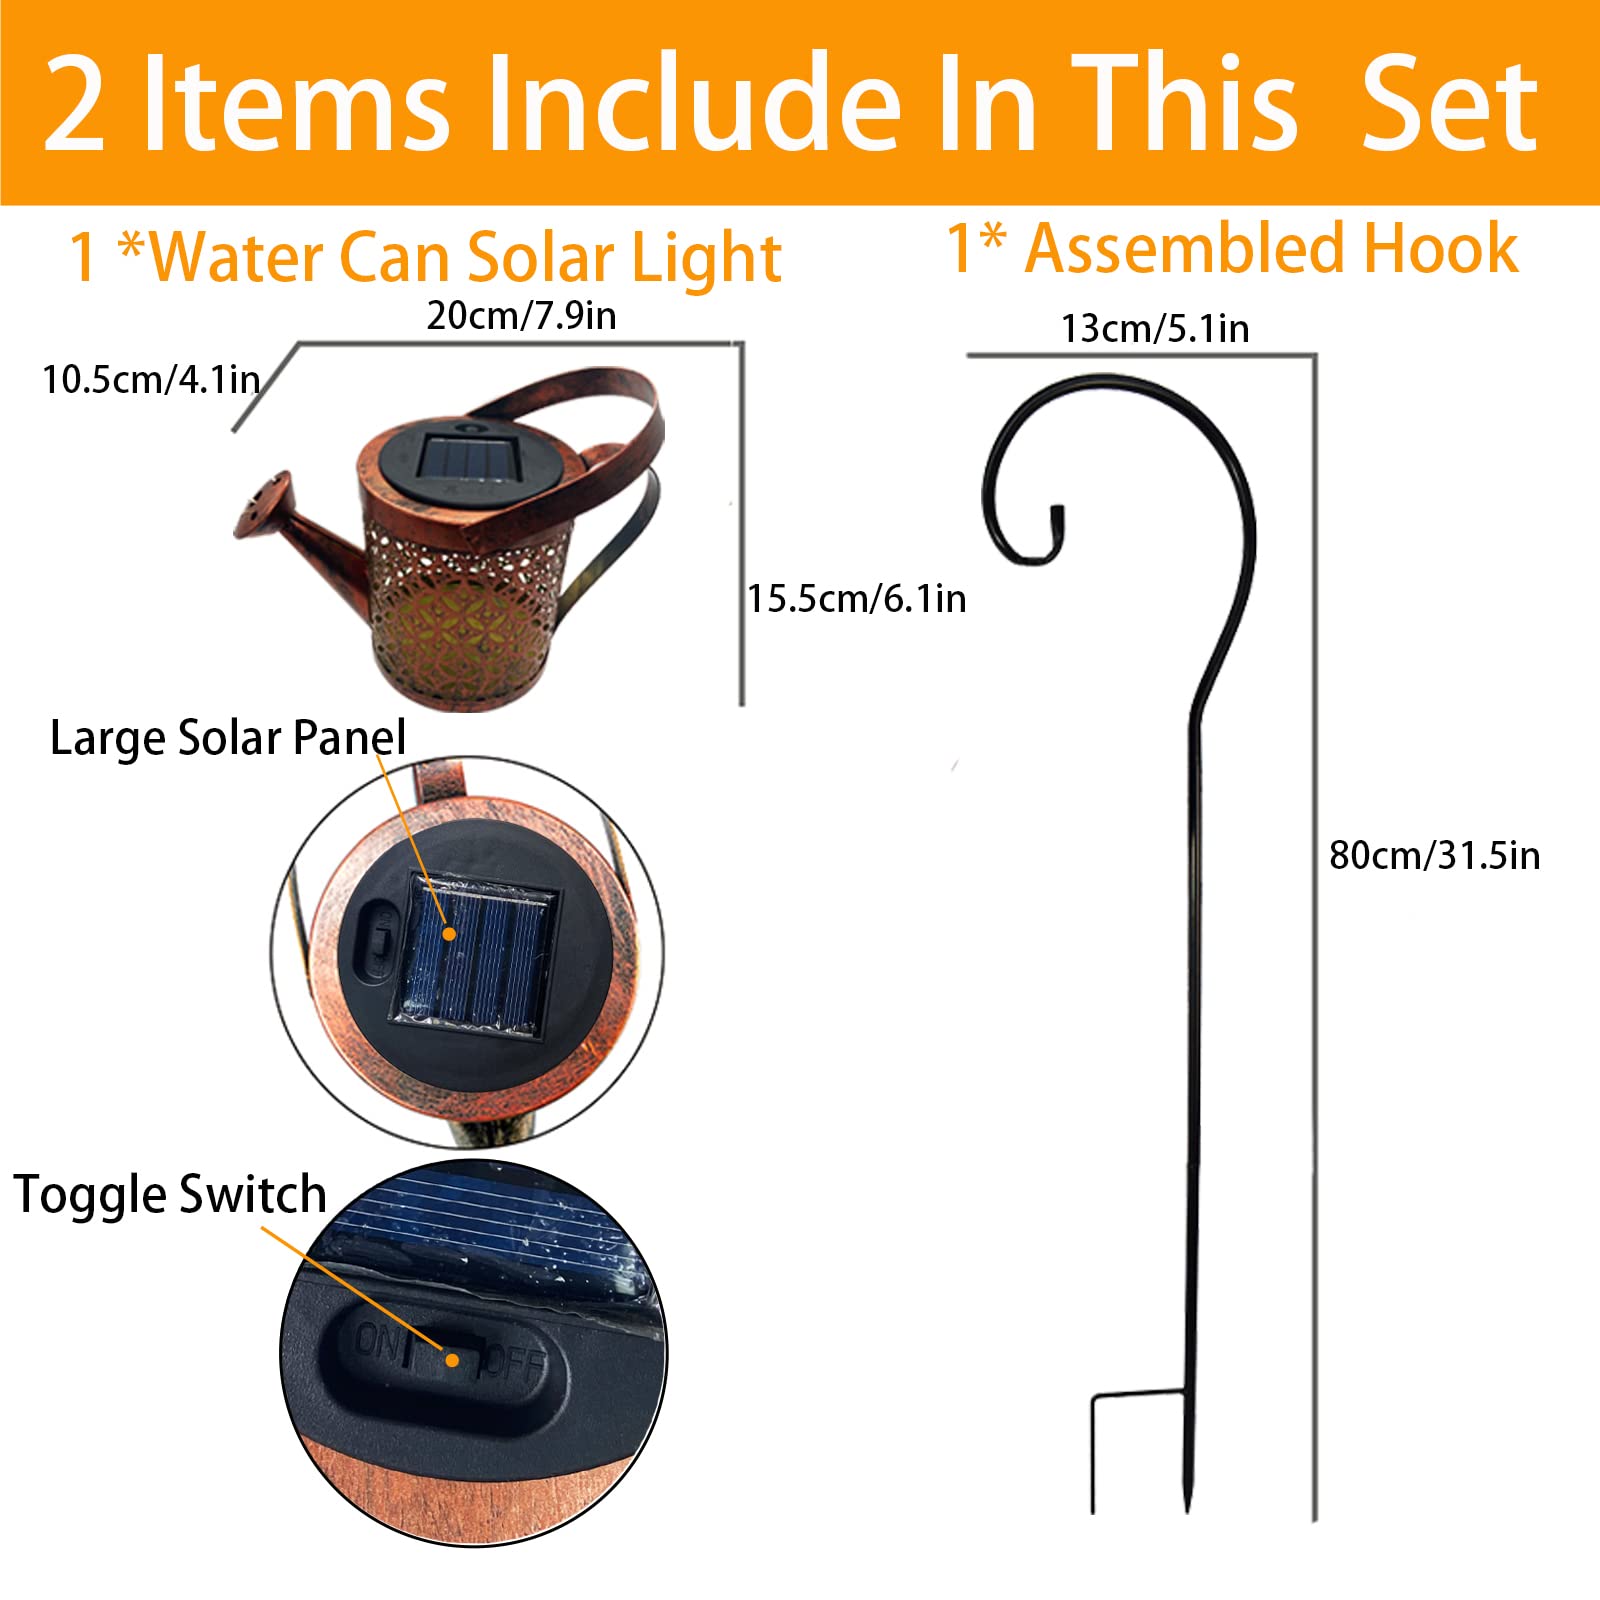 2 Items Include In This Set
1 *Water Can Solar Light
1* Assembled Hook
20cm/7.9in
13cm/5.1in
10.5cm/4.1in
15.5cm/6.1in
Large Solar Panel
80cm/31.5in
Toggle Switch
ON OFF